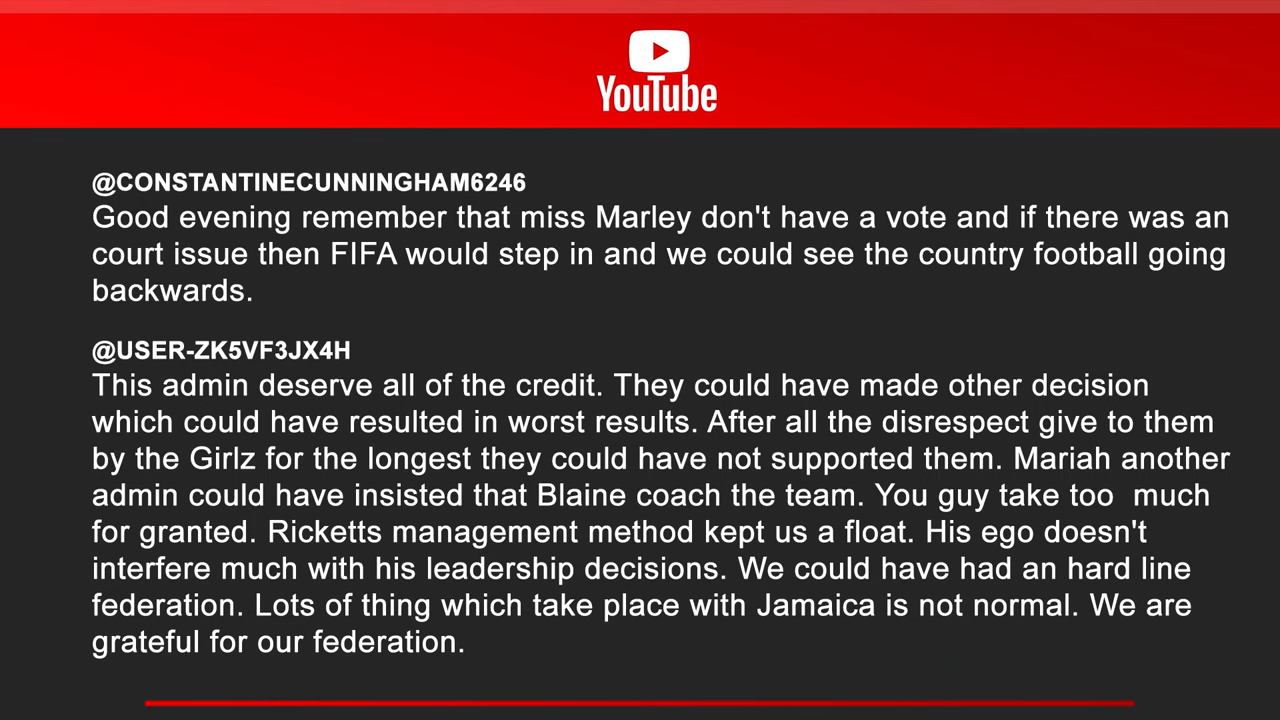 YouTube
@CONSTANTINECUNNINGHAM6246
Good evening remember that miss Marley don't have a vote and if there was an
court issue then FIFA would step in and we could see the country football going
backwards.
@USER-ZK5VF3JX4H
This admin deserve all of the credit. They could have made other decision
which could have resulted in worst results. After all the disrespect give to them
by the Girlz for the longest they could have not supported them. Mariah another
admin could have insisted that Blaine coach the team. You guy take too  much
for granted. Ricketts management method kept us a float. His ego doesn't
interfere much with his leadership decisions. We could have had an hard line
federation. Lots of thing which take place with Jamaica is not normal. We are
grateful for our federation.